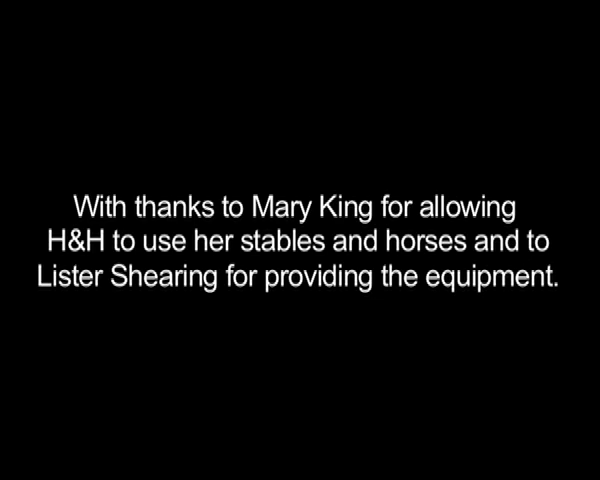 With thanks to Mary King for allowing
H&H to use her stables and horses and to
Lister Shearing for providing the equipment.